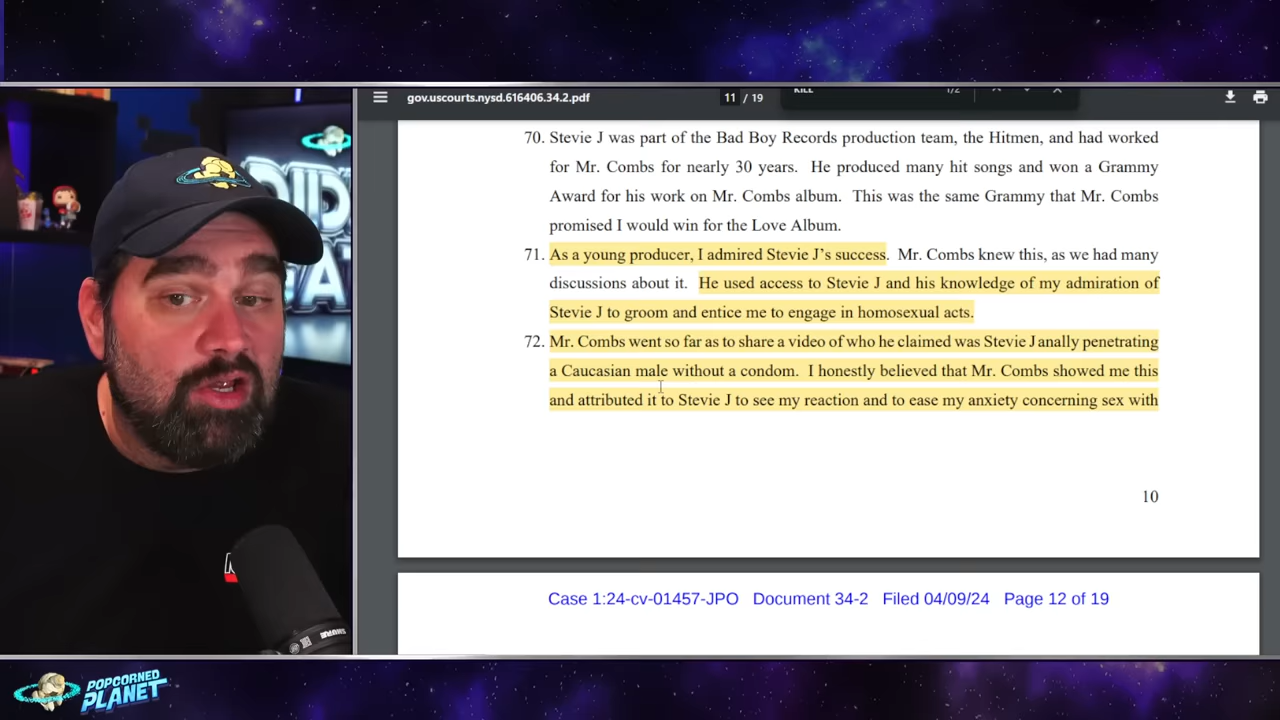 gov.uscourts.nysd.616406.34.2.pdf
11 / 19
1/2
70. Stevie J was part of the Bad Boy Records production team, the Hitmen, and had worked
for Mr. Combs for nearly 30 years. He produced many hit songs and won a Grammy
Award for his work on Mr. Combs album. This was the same Grammy that Mr. Combs
promised I would win for the Love Album.
71. As a young producer, I admired Stevie J's success. Mr. Combs knew this, as we had many
discussions about it. He used access to Stevie J and his knowledge of my admiration of
Stevie J to groom and entice me to engage in homosexual acts.
72. Mr. Combs went so far as to share a video of who he claimed was Stevie J anally penetrating
a Caucasian male without a condom. I honestly believed that Mr. Combs showed me this
and attributed it to Stevie J to see my reaction and to ease my anxiety concerning sex with
10
Case 1:24-cv-01457-JPO Document 34-2 Filed 04/09/24 Page 12 of 19
SHURE
POPCORNED
PLANET